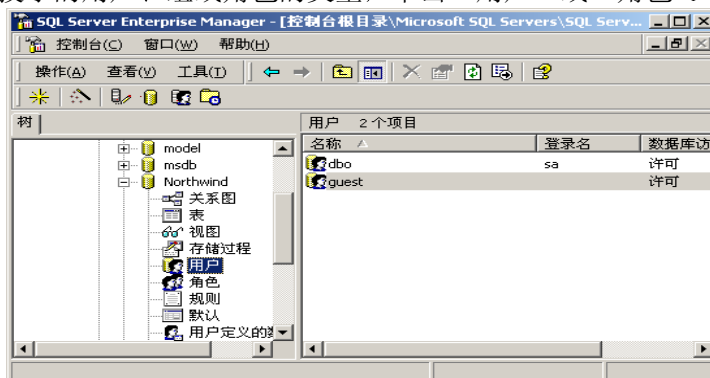 SQL Server Enterprise Manager - [控制台根目录\Microsoft SQL Servers\SQL Serv...
控制台(C) 窗口(W) 帮助(H)
操作(A) 查看(V) 工具(T)
树
用户 2个项目
名称 登录名 数据库访
model
msdb
Northwind
关系图
表
视图
存储过程
用户
角色
规则
默认
用户定义的数
dbo sa 许可
guest 许可